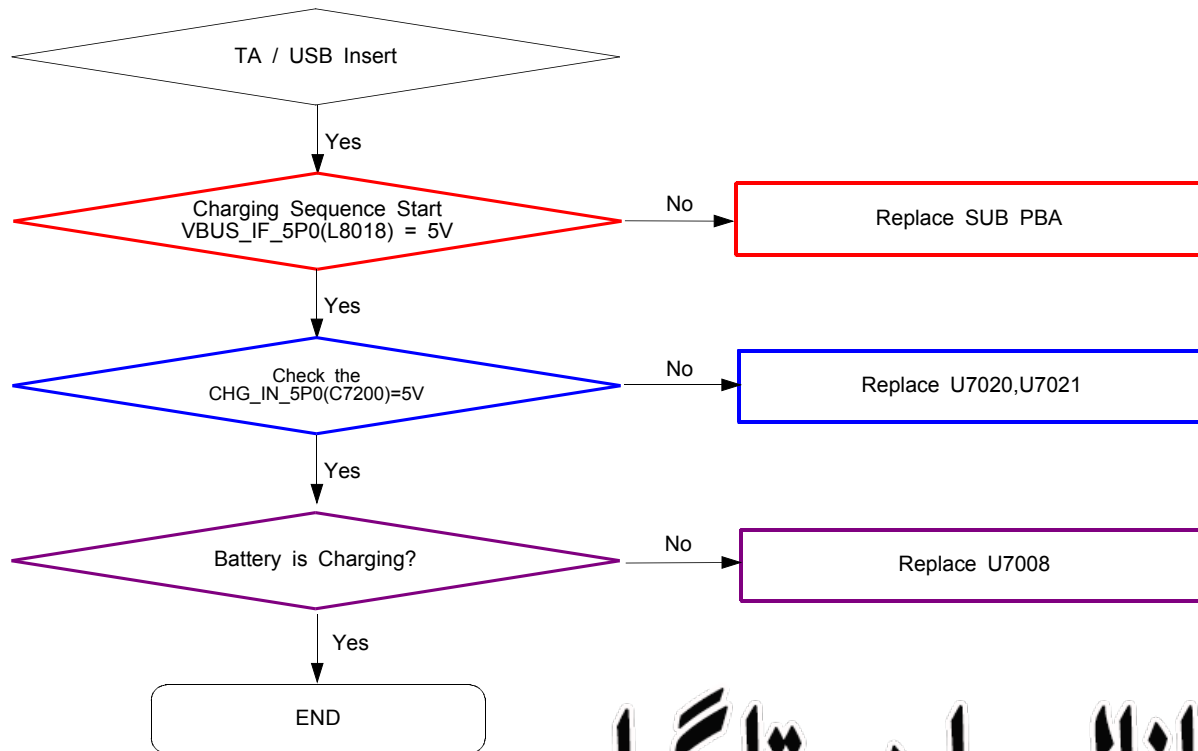 TA / USB Insert
Yes
Charging Sequence Start
VBUS_IF_5P0(L8018) = 5V
No
Replace SUB PBA
Yes
Check the
CHG_IN_5P0(C7200)=5V
No
Replace U7020,U7021
Yes
Battery is Charging?
No
Replace U7008
Yes
END